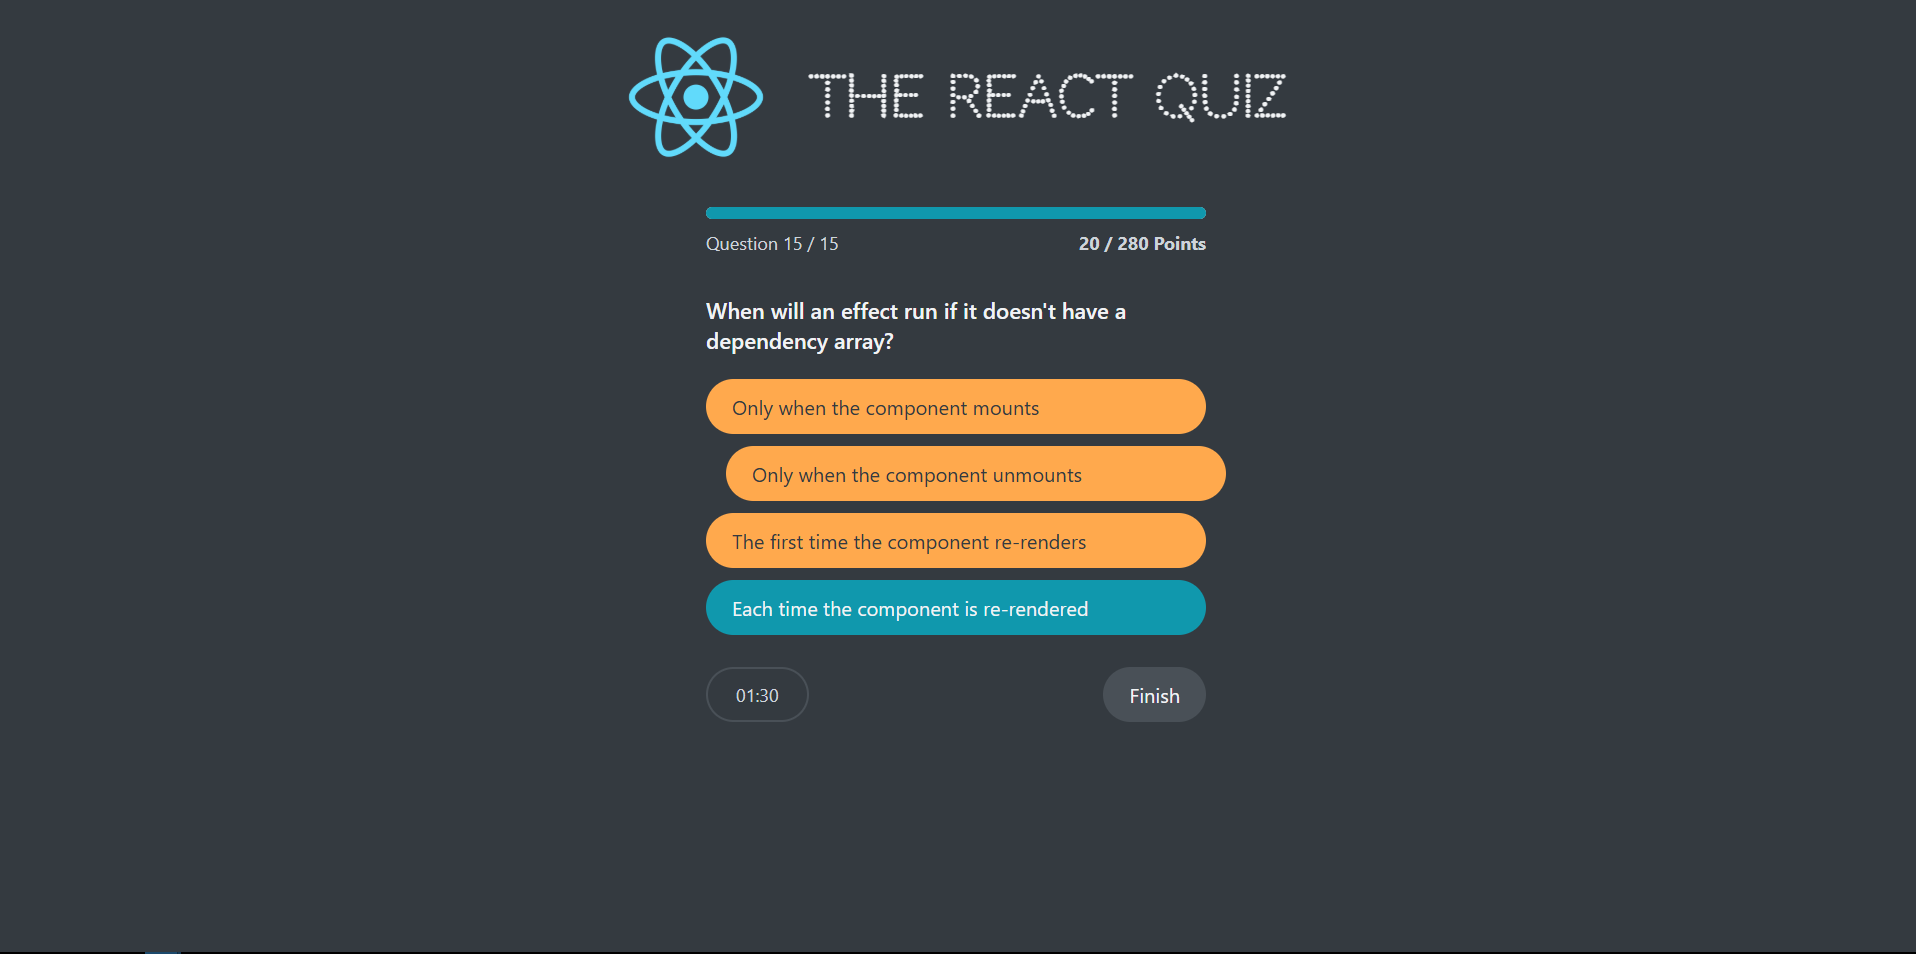 THE REACT QUIZ
Question 15 / 15
20 / 280 Points
When will an effect run if it doesn't have a
dependency array?
Only when the component mounts
Only when the component unmounts
The first time the component re-renders
Each time the component is re-rendered
01:30
Finish